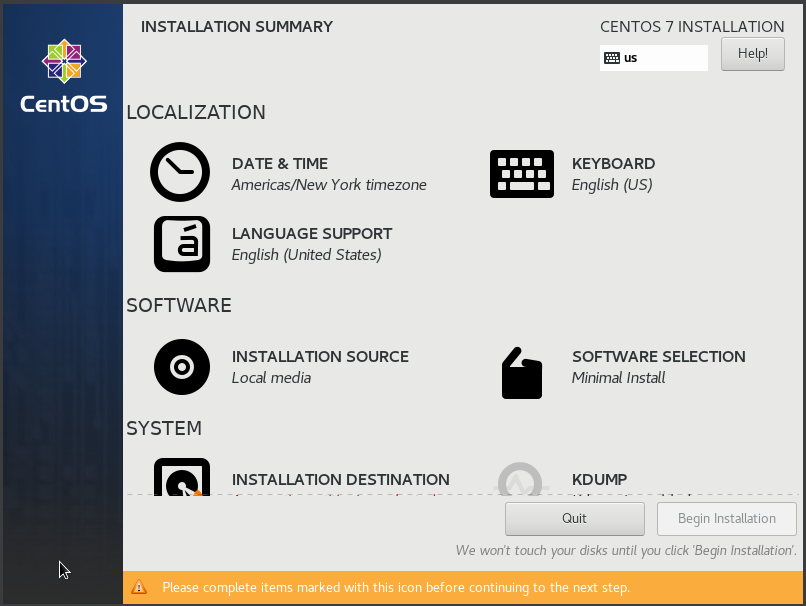 INSTALLATION SUMMARY
CENTOS 7 INSTALLATION
us
Help!
CentOS
LOCALIZATION
DATE & TIME
Americas/New York timezone
KEYBOARD
English (US)
á
LANGUAGE SUPPORT
English (United States)
SOFTWARE
INSTALLATION SOURCE
Local media
SOFTWARE SELECTION
Minimal Install
SYSTEM
INSTALLATION DESTINATION
KDUMP
Quit
Begin Installation
We won't touch your disks until you click 'Begin Installation'.
Please complete items marked with this icon before continuing to the next step.